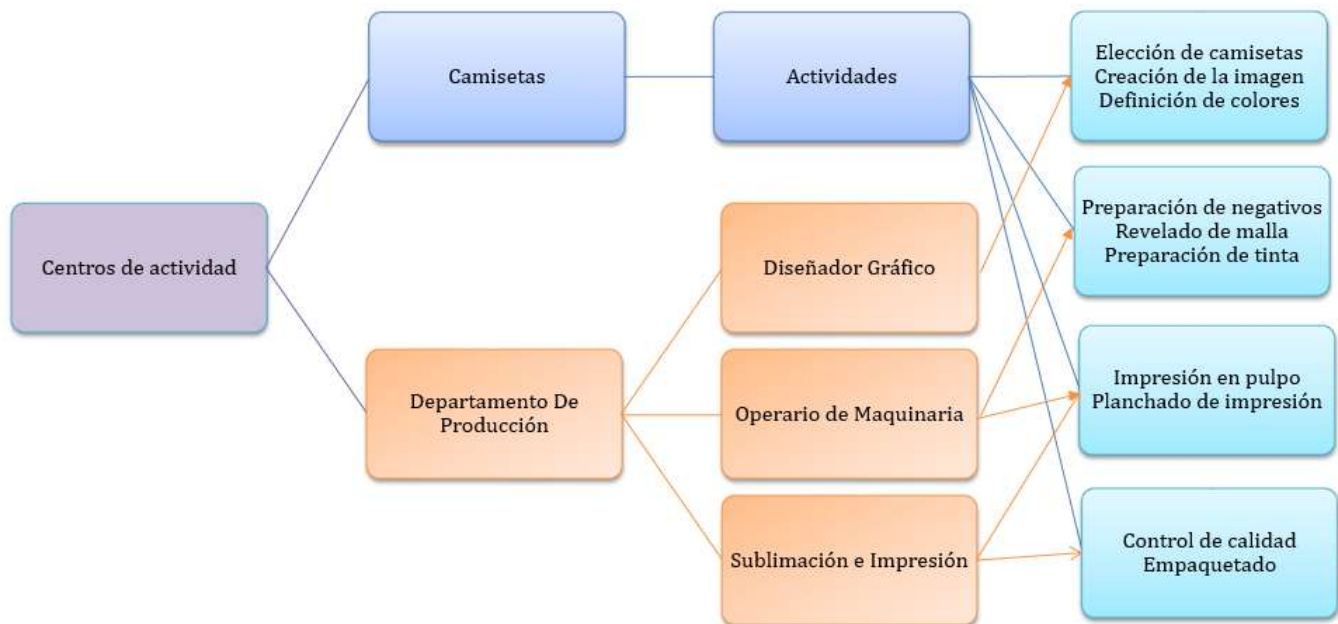 Camisetas
Actividades
Elección de camisetas
Creación de la imagen
Definición de colores
Centros de actividad
Diseñador Gráfico
Preparación de negativos
Revelado de malla
Preparación de tinta
Departamento De
Producción
Operario de Maquinaria
Impresión en pulpo
Planchado de impresión
Sublimación e Impresión
Control de calidad
Empaquetado